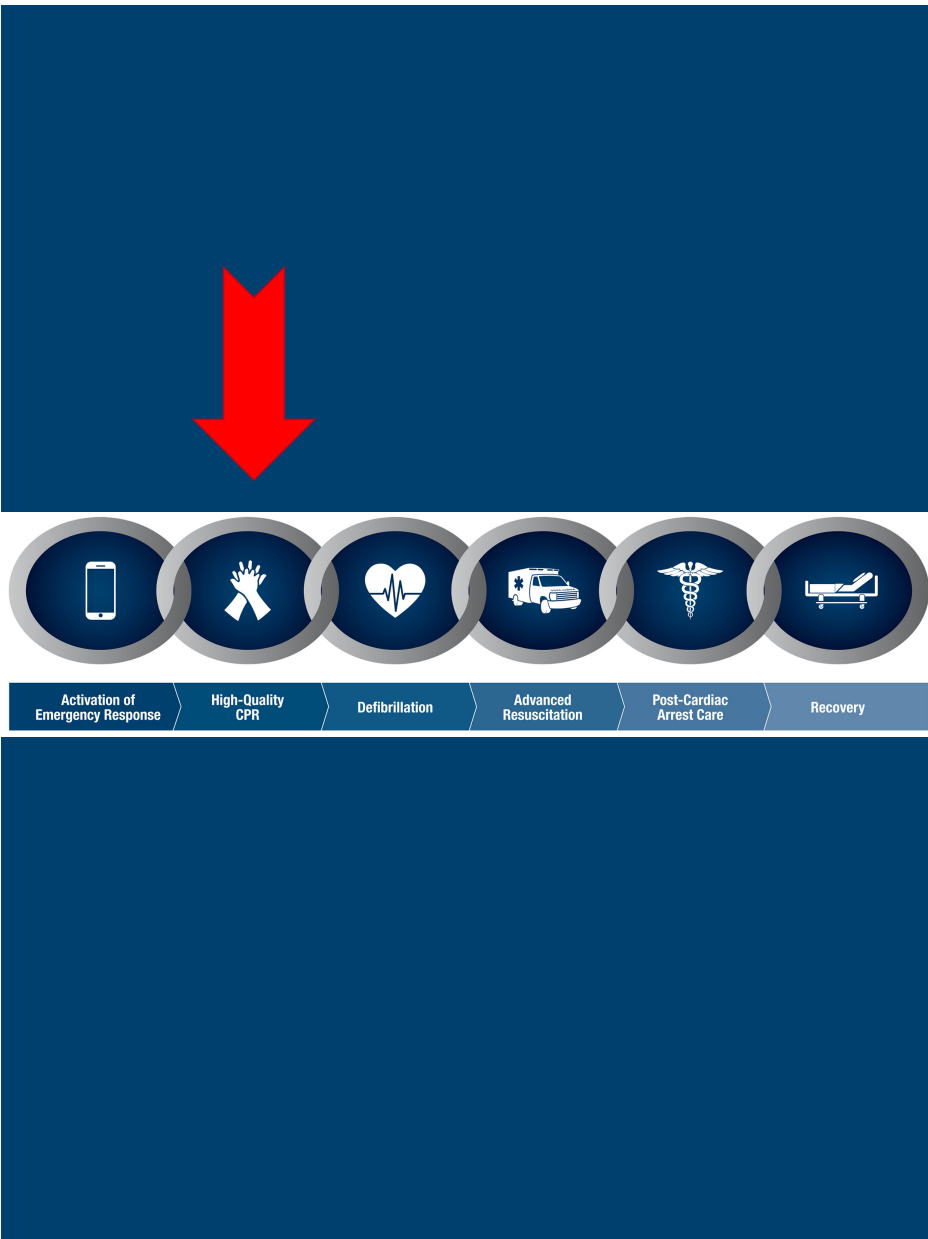 Activation of
Emergency Response
High-Quality
CPR
Defibrillation
Advanced
Resuscitation
Post-Cardiac
Arrest Care
Recovery